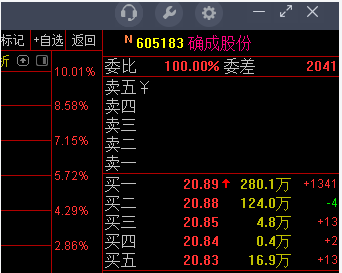 标记 +自选 返回
N 605183 确成股份
折
委比 100.00% 委差 2041
10.01%
8.58%
7.15%
5.72%
4.29%
2.86%
卖五 ¥
卖四
卖三
卖二
卖一
买一 20.89 ↑ 280.1万 +1341
买二 20.88 124.0万 -4
买三 20.85 4.8万 +13
买四 20.84 0.4万 +2
买五 20.83 16.9万 +13